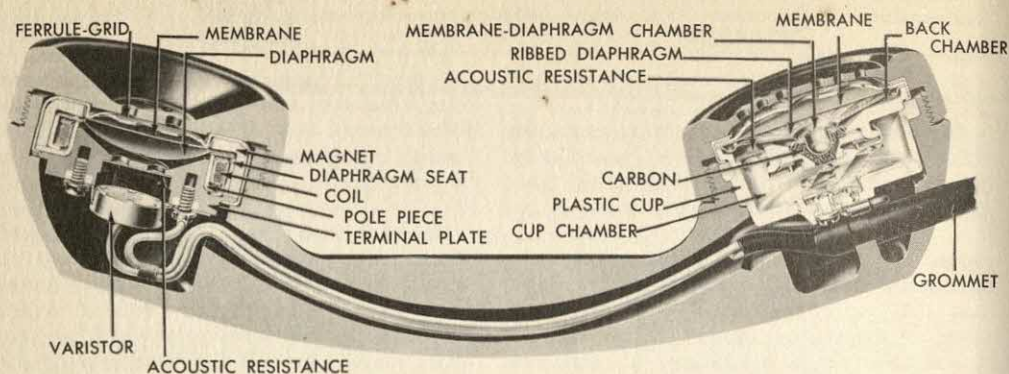 FERRULE-GRID
MEMBRANE
DIAPHRAGM
MAGNET
DIAPHRAGM SEAT
COIL
POLE PIECE
TERMINAL PLATE
VARISTOR
ACOUSTIC RESISTANCE
MEMBRANE-DIAPHRAGM CHAMBER
RIBBED DIAPHRAGM
ACOUSTIC RESISTANCE
MEMBRANE
BACK
CHAMBER
CARBON
PLASTIC CUP
CUP CHAMBER
GROMMET